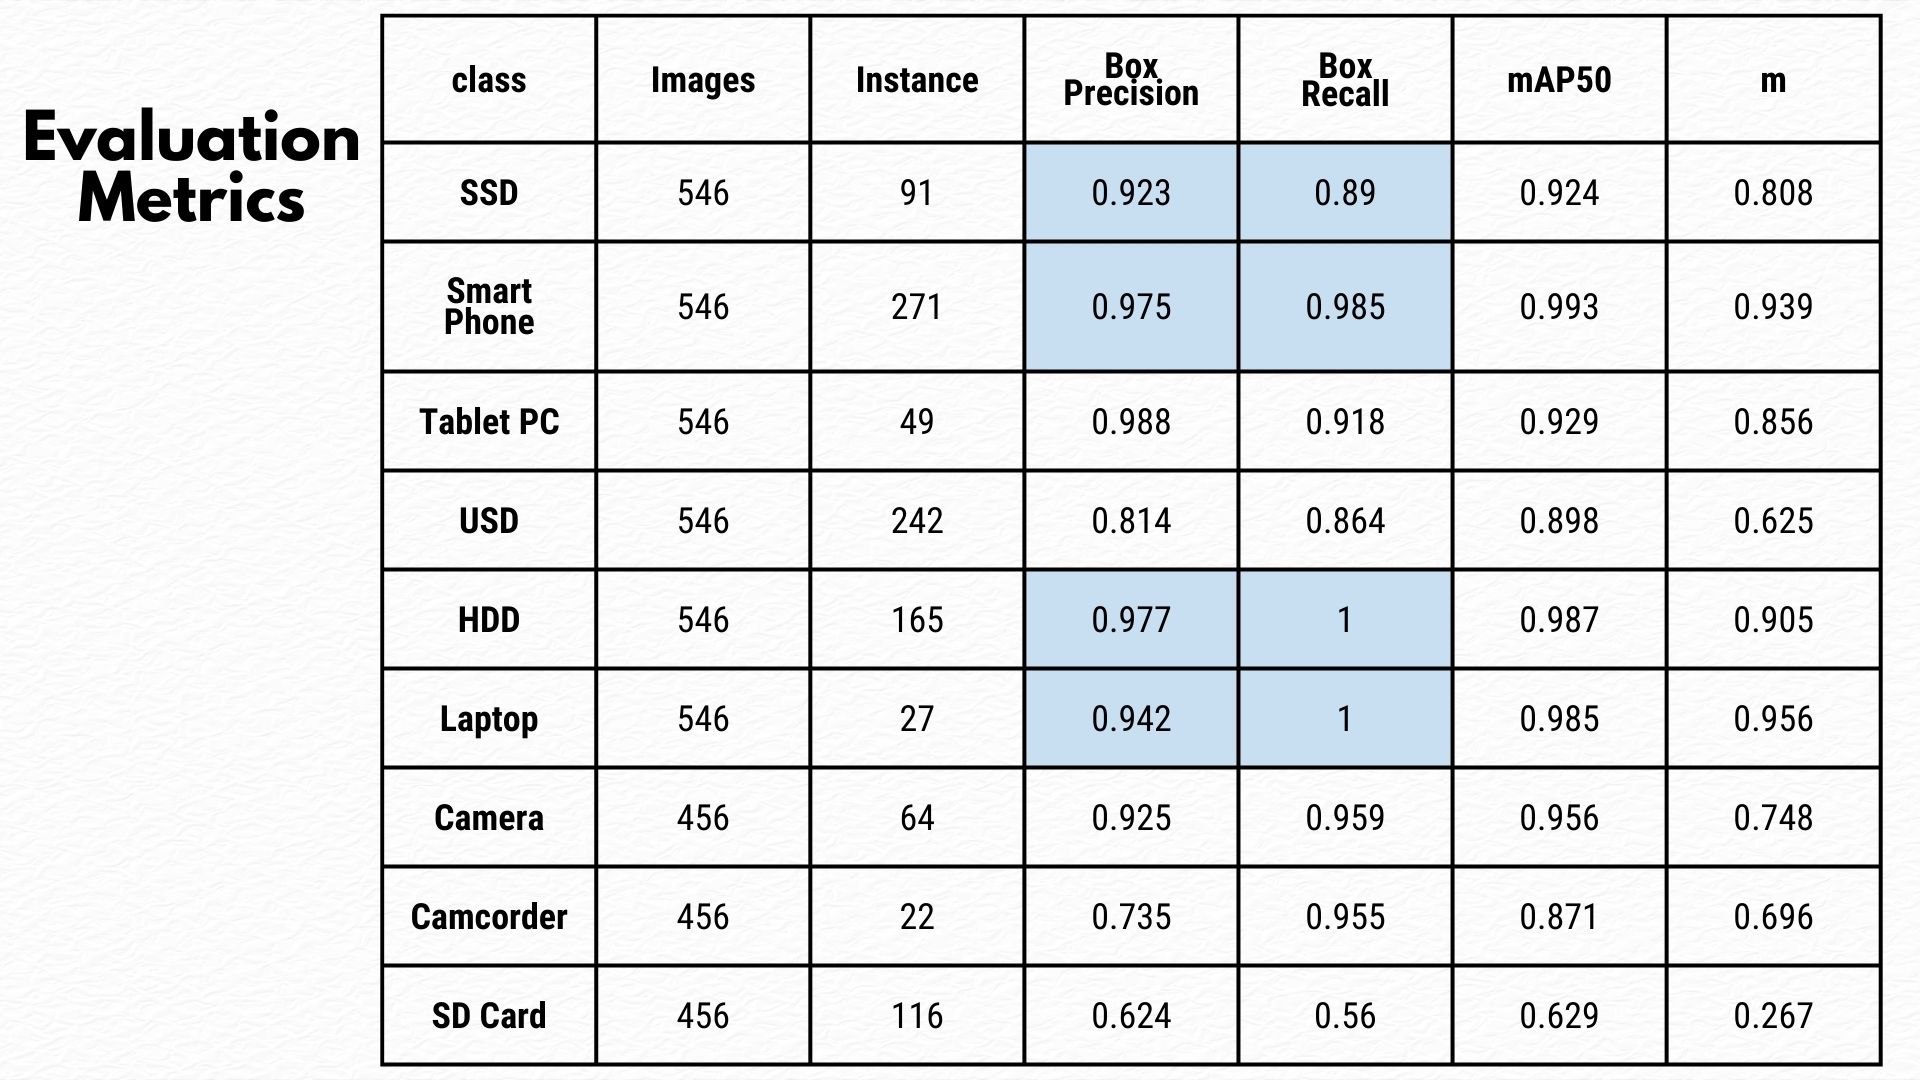 Evaluation
Metrics
class Images Instance Box Precision Box Recall mAP50 m
SSD 546 91 0.923 0.89 0.924 0.808
Smart Phone 546 271 0.975 0.985 0.993 0.939
Tablet PC 546 49 0.988 0.918 0.929 0.856
USD 546 242 0.814 0.864 0.898 0.625
HDD 546 165 0.977 1 0.987 0.905
Laptop 546 27 0.942 1 0.985 0.956
Camera 456 64 0.925 0.959 0.956 0.748
Camcorder 456 22 0.735 0.955 0.871 0.696
SD Card 456 116 0.624 0.56 0.629 0.267